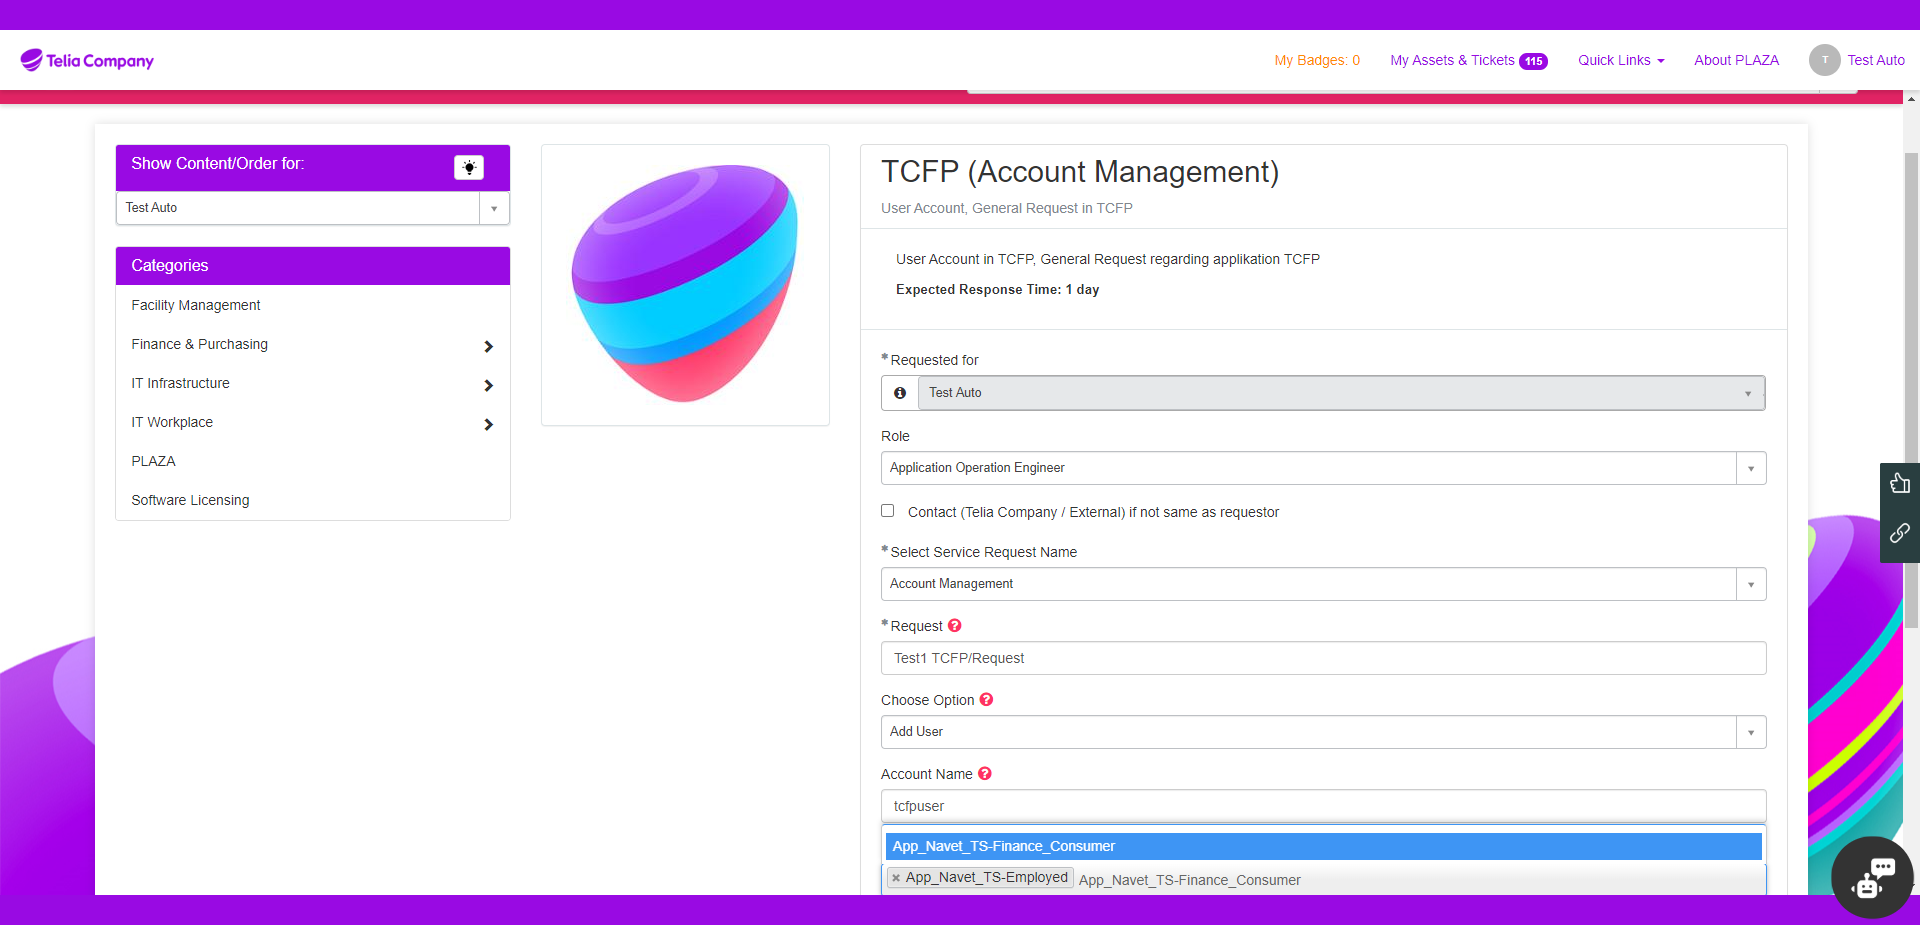 Telia Company
My Badges: 0
My Assets & Tickets 115
Quick Links
About PLAZA
T
Test Auto
Show Content/Order for:
Test Auto
Categories
Facility Management
Finance & Purchasing
IT Infrastructure
IT Workplace
PLAZA
Software Licensing
TCFP (Account Management)
User Account, General Request in TCFP
User Account in TCFP, General Request regarding applikation TCFP
Expected Response Time: 1 day
*Requested for
Test Auto
Role
Application Operation Engineer
Contact (Telia Company / External) if not same as requestor
*Select Service Request Name
Account Management
*Request
Test1 TCFP/Request
Choose Option
Add User
Account Name
tcfpuser
App_Navet_TS-Finance_Consumer
× App_Navet_TS-Employed App_Navet_TS-Finance_Consumer